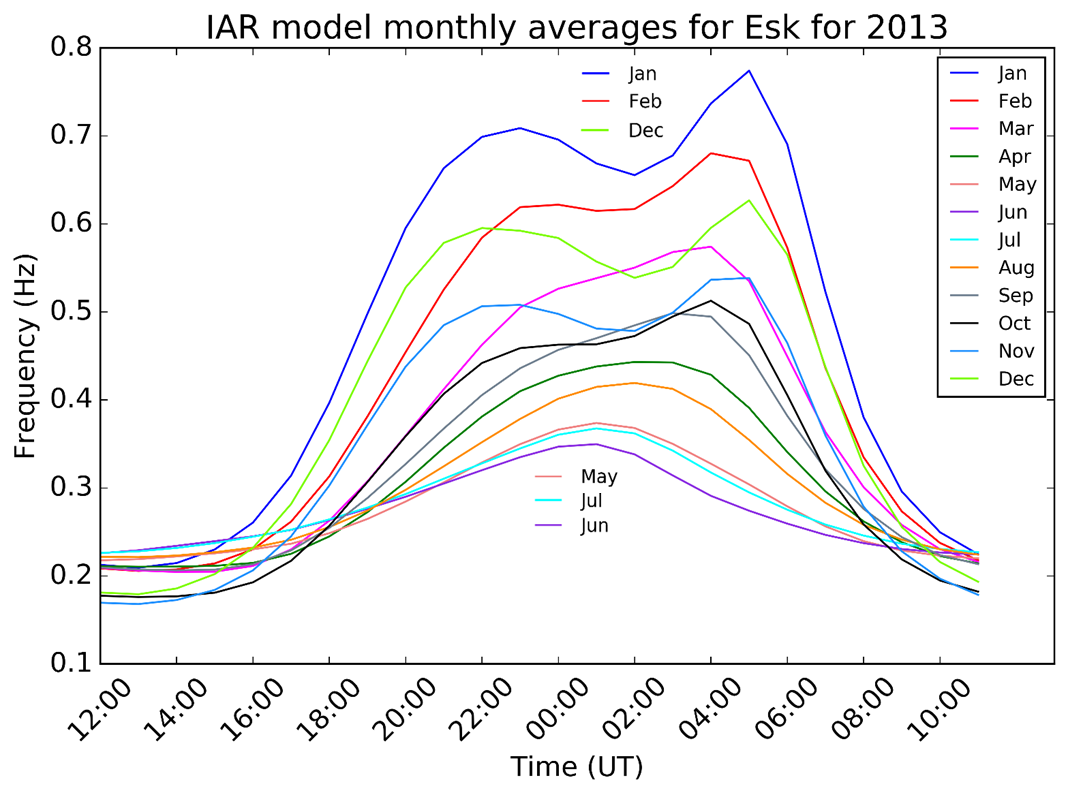 IAR model monthly averages for Esk for 2013
0.8
0.7
0.6
0.5
0.4
0.3
0.2
0.1
Frequency (Hz)
Jan
Feb
Dec
Jan
Feb
Mar
Apr
May
Jun
Jul
Aug
Sep
Oct
Nov
Dec
May
Jul
Jun
12:00
14:00
16:00
18:00
20:00
22:00
00:00
02:00
04:00
06:00
08:00
10:00
Time (UT)